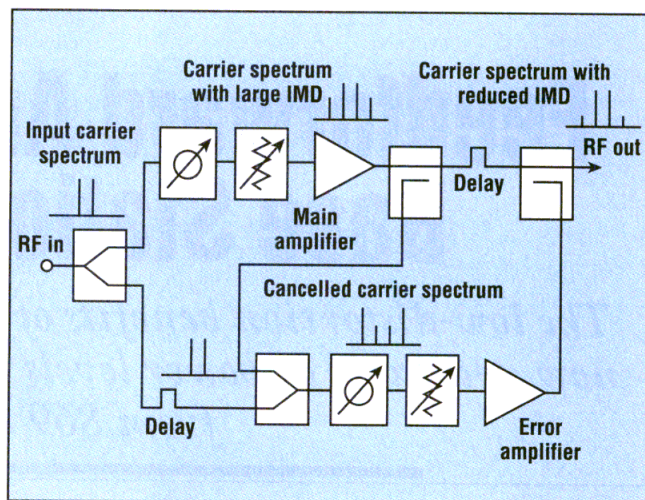 Carrier spectrum
with large IMD
Carrier spectrum with
reduced IMD
Input carrier
spectrum
RF out
Delay
Main
amplifier
RF in
Cancelled carrier spectrum
Delay
Error
amplifier